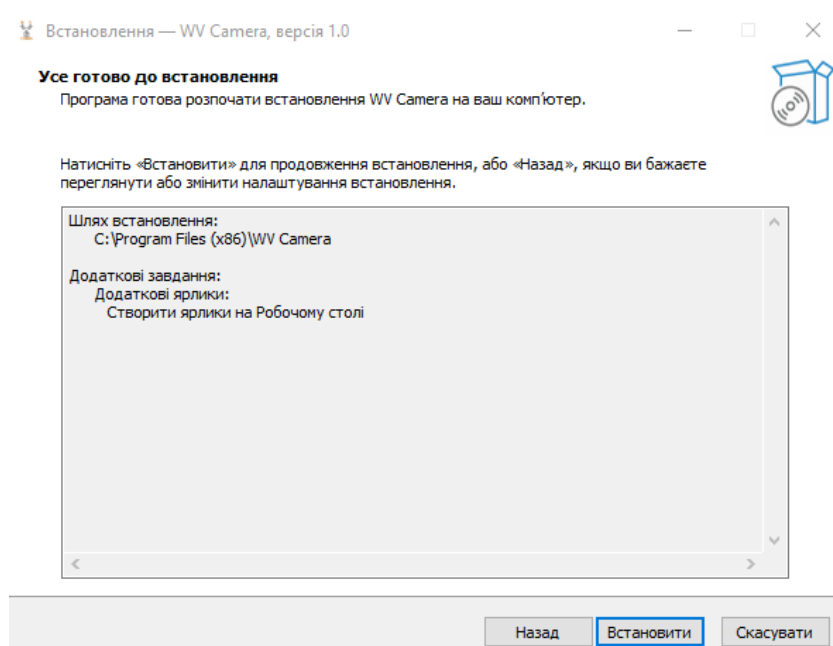 Встановлення — WV Camera, версія 1.0
Усе готово до встановлення
Програма готова розпочати встановлення WV Camera на ваш комп'ютер.
Натисніть «Встановити» для продовження встановлення, або «Назад», якщо ви бажаєте
переглянути або змінити налаштування встановлення.
Шлях встановлення:
C:\Program Files (x86)\WV Camera
Додаткові завдання:
Додаткові ярлики:
Створити ярлики на Робочому столі
Назад
Встановити
Скасувати